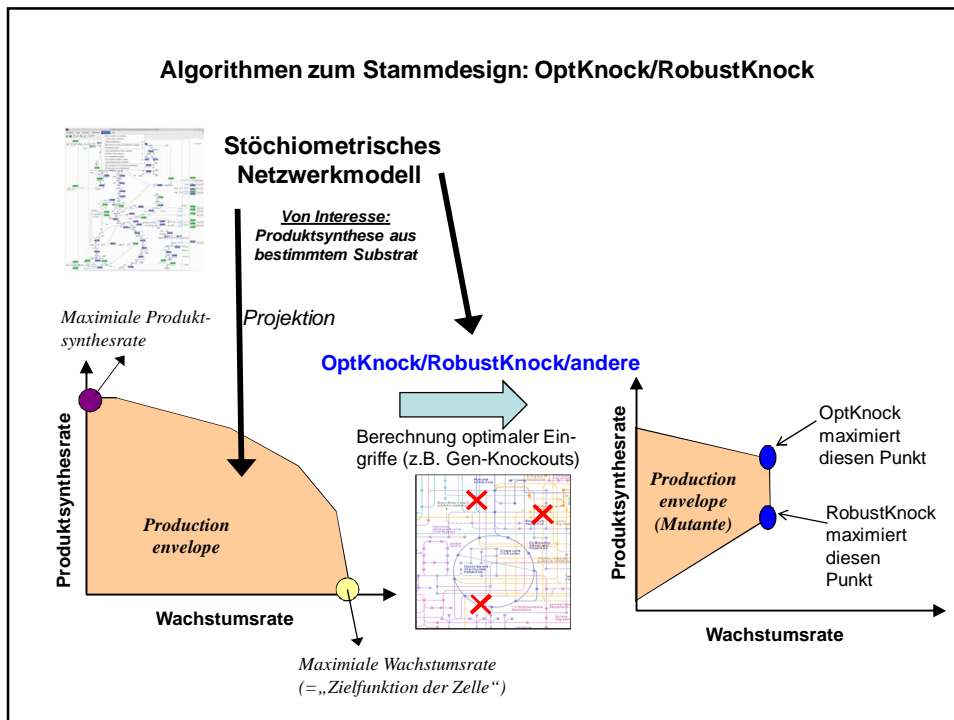 Algorithmen zum Stammdesign: OptKnock/RobustKnock
Stöchiometrisches
Netzwerkmodell
Von Interesse:
Produktsynthese aus
bestimmtem Substrat
Maximale Produkt-
synthesrate
Projektion
OptKnock/RobustKnock/andere
Berechnung optimaler Ein-
griffe (z.B. Gen-Knockouts)
Produktsynthesrate
Production
envelope
Wachstumsrate
Maximale Wachstumsrate
(=„Zielfunktion der Zelle“)
Produktsynthesrate
Production
envelope
(Mutante)
OptKnock
maximiert
diesen Punkt
RobustKnock
maximiert
diesen
Punkt
Wachstumsrate